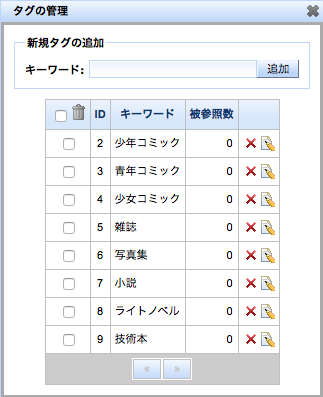 タグの管理
新規タグの追加
キーワード: 追加
ID キーワード 被参照数
2 少年コミック 0
3 青年コミック 0
4 少女コミック 0
5 雑誌 0
6 写真集 0
7 小説 0
8 ライトノベル 0
9 技術本 0
« »